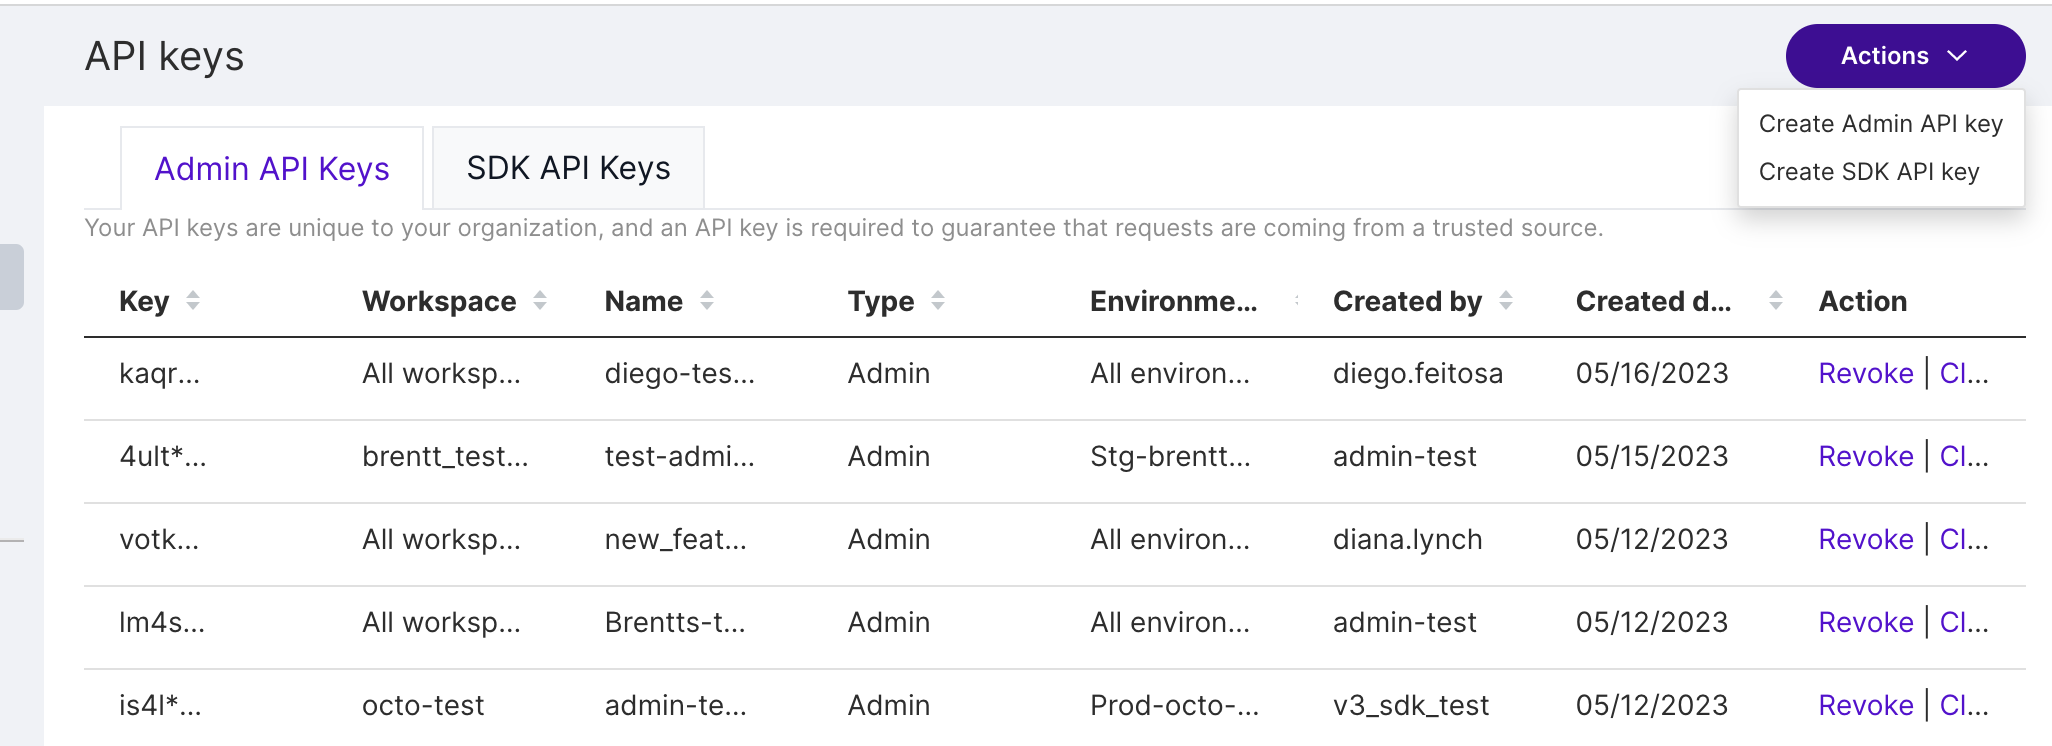 API keys
Actions
Create Admin API key
Create SDK API key
Admin API Keys SDK API Keys
Your API keys are unique to your organization, and an API key is required to guarantee that requests are coming from a trusted source.
Key Workspace Name Type Environme... Created by Created d... Action
kaqr... All worksp... diego-tes... Admin All environ... diego.feitosa 05/16/2023 Revoke | Cl...
4ult*... brentt_test... test-admi... Admin Stg-brentt... admin-test 05/15/2023 Revoke | Cl...
votk... All worksp... new_feat... Admin All environ... diana.lynch 05/12/2023 Revoke | Cl...
lm4s... All worksp... Brentts-t... Admin All environ... admin-test 05/12/2023 Revoke | Cl...
is4l*... octo-test admin-te... Admin Prod-octo-... v3_sdk_test 05/12/2023 Revoke | Cl...